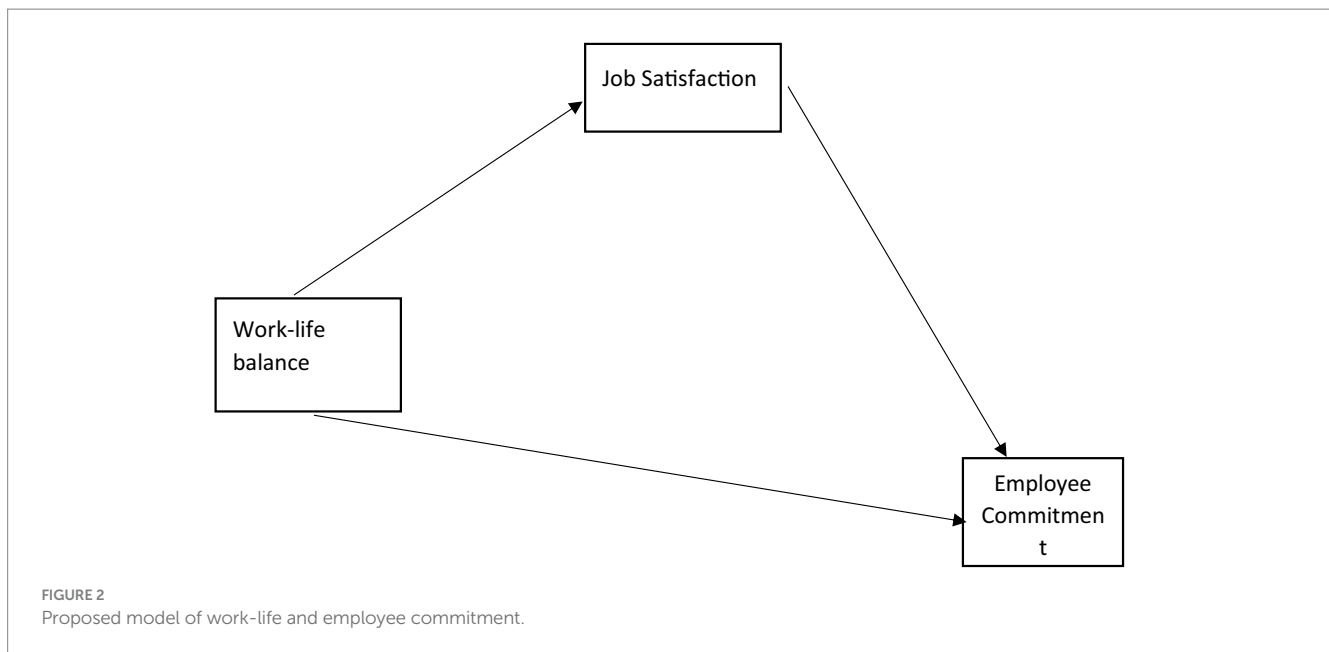 Job Satisfaction
Work-life
balance
Employee
Commitmen
t
FIGURE 2
Proposed model of work-life and employee commitment.